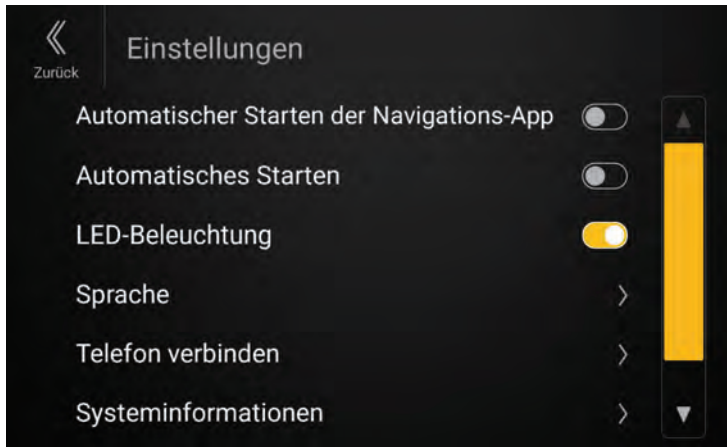 Zurück
Einstellungen
Automatischer Starten der Navigations-App
Automatisches Starten
LED-Beleuchtung
Sprache
Telefon verbinden
Systeminformationen